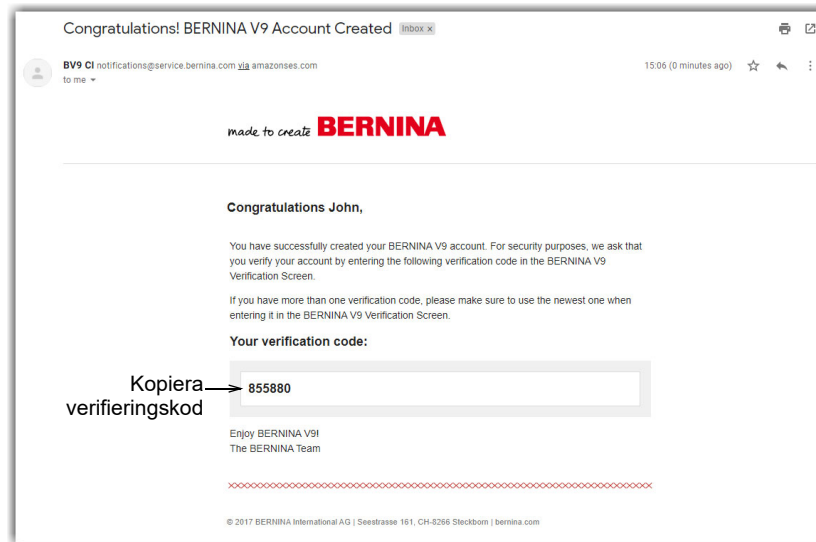 Congratulations! BERNINA V9 Account Created Inbox x
BV9 CI notifications@service.bernina.com via amazonses.com 15:06 (0 minutes ago)
to me
made to create BERNINA
Congratulations John,
You have successfully created your BERNINA V9 account. For security purposes, we ask that
you verify your account by entering the following verification code in the BERNINA V9
Verification Screen.
If you have more than one verification code, please make sure to use the newest one when
entering it in the BERNINA V9 Verification Screen.
Your verification code:
Kopiera
verifieringskod
855880
Enjoy BERNINA V9!
The BERNINA Team
© 2017 BERNINA International AG | Seestrasse 161, CH-8266 Steckborn | bernina.com